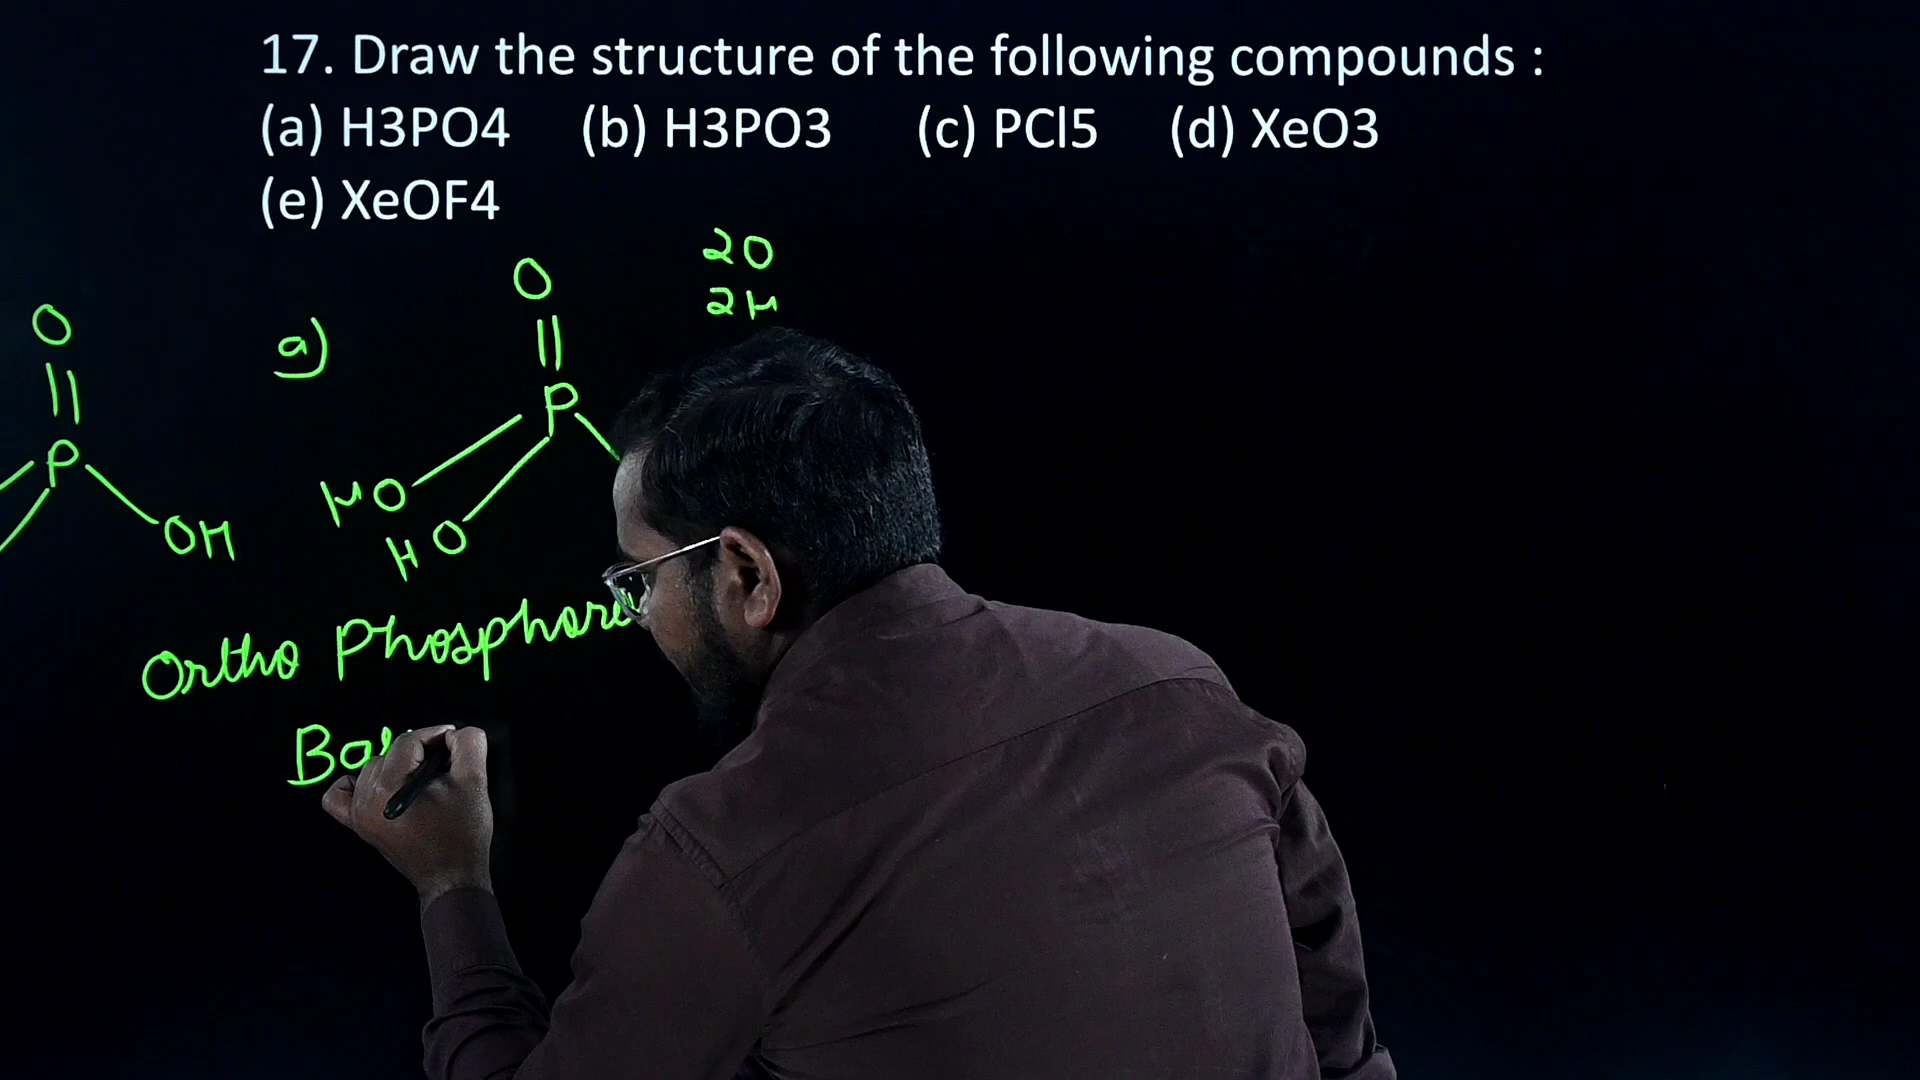 17. Draw the structure of the following compounds :
(a) H3PO4 (b) H3PO3 (c) PCl5 (d) XeO3
(e) XeOF4
2O
2H
O
O
a)
P
P
HO
OH
HO
Ortho